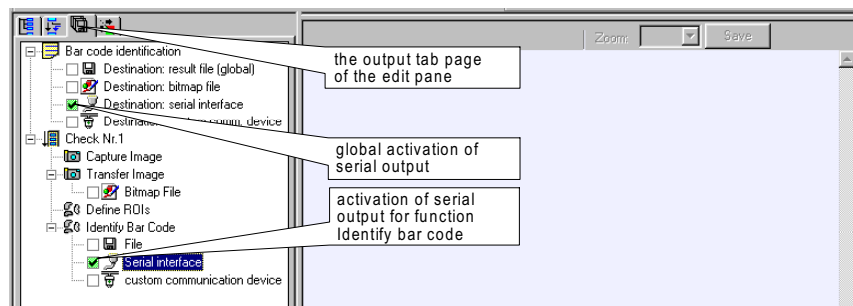 Zoom:
Save
Bar code identification
Destination: result file (global)
Destination: bitmap file
Destination: serial interface
comm. device
Check Nr.1
Capture Image
Transfer Image
Bitmap File
Define ROIs
Identify Bar Code
File
Serial interface
custom communication device
the output tab page
of the edit pane
global activation of
serial output
activation of serial
output for function
Identify bar code